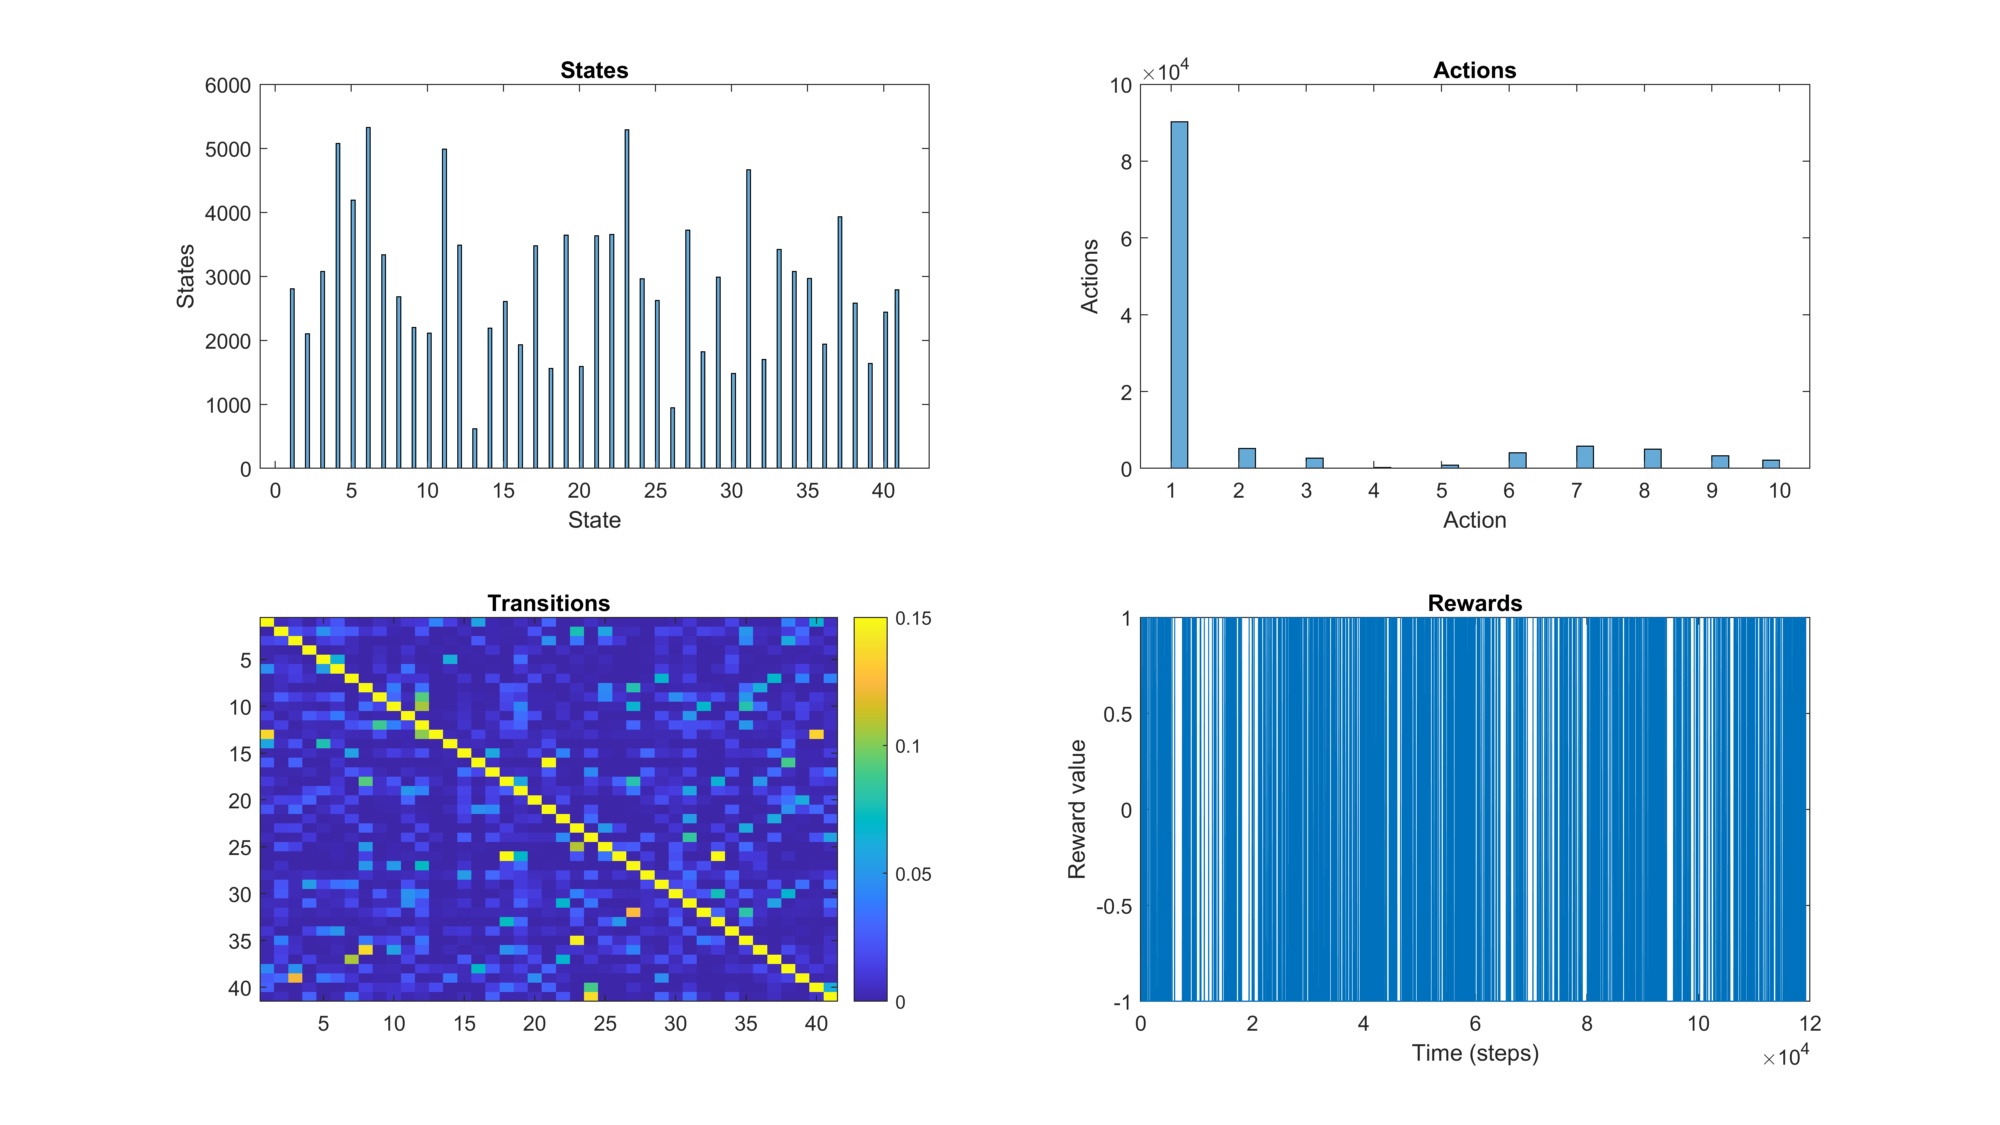 States
6000
5000
4000
3000
2000
1000
0
States
0 5 10 15 20 25 30 35 40
State
Actions
×10^4
10
8
6
4
2
0
Actions
1 2 3 4 5 6 7 8 9 10
Action
Transitions
5
10
15
20
25
30
35
40
5 10 15 20 25 30 35 40
0.15
0.1
0.05
0
Rewards
1
0.5
0
-0.5
-1
Reward value
0 2 4 6 8 10 12
Time (steps)
×10^4